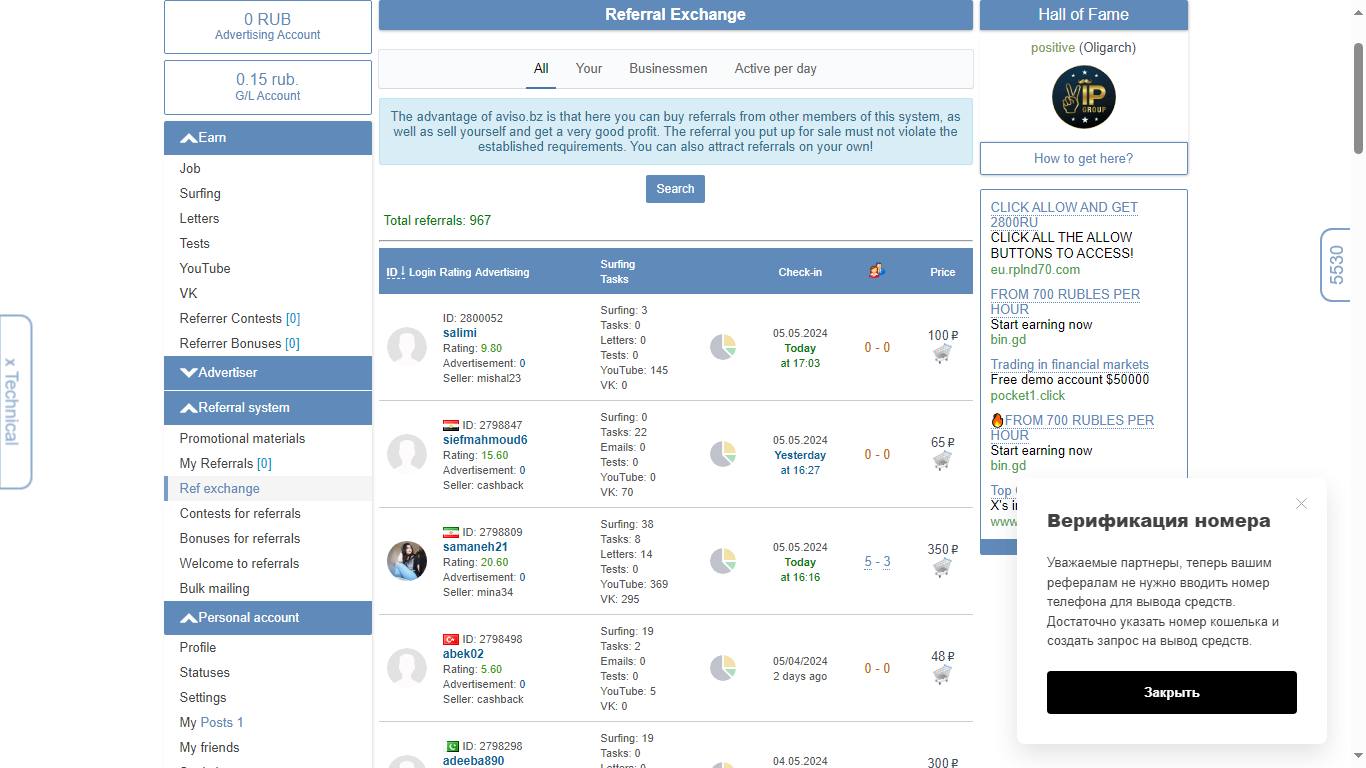 0 RUB
Advertising Account
0.15 rub.
G/L Account
Earn
Job
Surfing
Letters
Tests
YouTube
VK
Referrer Contests [0]
Referrer Bonuses [0]
Advertiser
Referral system
Promotional materials
My Referrals [0]
Ref exchange
Contests for referrals
Bonuses for referrals
Welcome to referrals
Bulk mailing
Personal account
Profile
Statuses
Settings
My Posts 1
My friends
x Technical
Referral Exchange
All Your Businessmen Active per day
The advantage of aviso.bz is that here you can buy referrals from other members of this system, as
well as sell yourself and get a very good profit. The referral you put up for sale must not violate the
established requirements. You can also attract referrals on your own!
Search
Total referrals: 967
ID↓ Login Rating Advertising
Surfing
Tasks
Check-in
Price
ID: 2800052
salimi
Rating: 9.80
Advertisement: 0
Seller: mishal23
Surfing: 3
Tasks: 0
Letters: 0
Tests: 0
YouTube: 145
VK: 0
05.05.2024
Today
at 17:03
0 - 0
100 ₽
ID: 2798847
siefmahmoud6
Rating: 15.60
Advertisement: 0
Seller: cashback
Surfing: 0
Tasks: 22
Emails: 0
Tests: 0
YouTube: 0
VK: 70
05.05.2024
Yesterday
at 16:27
0 - 0
65 ₽
ID: 2798809
samaneh21
Rating: 20.60
Advertisement: 0
Seller: mina34
Surfing: 38
Tasks: 8
Letters: 14
Tests: 0
YouTube: 369
VK: 295
05.05.2024
Today
at 16:16
5 - 3
350 ₽
ID: 2798498
abek02
Rating: 5.60
Advertisement: 0
Seller: cashback
Surfing: 19
Tasks: 2
Emails: 0
Tests: 0
YouTube: 5
VK: 0
05/04/2024
2 days ago
0 - 0
48 ₽
ID: 2798298
adeeba890
Surfing: 19
Tasks: 0
Letters: 0
04.05.2024
300 ₽
Hall of Fame
positive (Oligarch)
VIP
GROUP
How to get here?
CLICK ALLOW AND GET
2800RU
CLICK ALL THE ALLOW
BUTTONS TO ACCESS!
eu.rplnd70.com
FROM 700 RUBLES PER
HOUR
Start earning now
bin.gd
Trading in financial markets
Free demo account $50000
pocket1.click
FROM 700 RUBLES PER
HOUR
Start earning now
bin.gd
Top
X's
www
5530
Верификация номера
Уважаемые партнеры, теперь вашим
рефералам не нужно вводить номер
телефона для вывода средств.
Достаточно указать номер кошелька и
создать запрос на вывод средств.
Закрыть